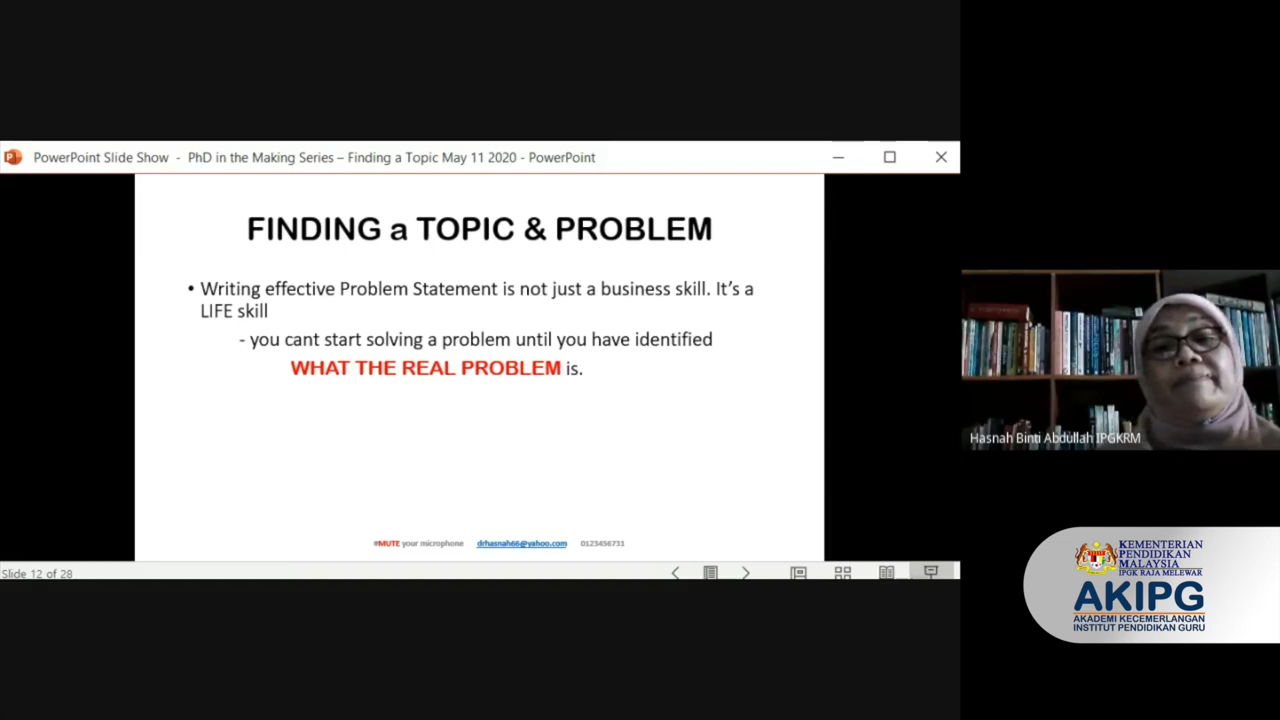 PowerPoint Slide Show - PhD in the Making Series – Finding a Topic May 11 2020 - PowerPoint
FINDING a TOPIC & PROBLEM
• Writing effective Problem Statement is not just a business skill. It's a
LIFE skill
- you cant start solving a problem until you have identified
WHAT THE REAL PROBLEM is.
#MUTE your microphone drhasnah66@yahoo.com 0123456731
Slide 12 of 28
Hasnah Binti Abdullah IPGKRM
KEMENTERIAN
PENDIDIKAN
MALAYSIA
IPGK RAJA MELEWAR
AKIPG
AKADEMI KECEMERLANGAN
INSTITUT PENDIDIKAN GURU